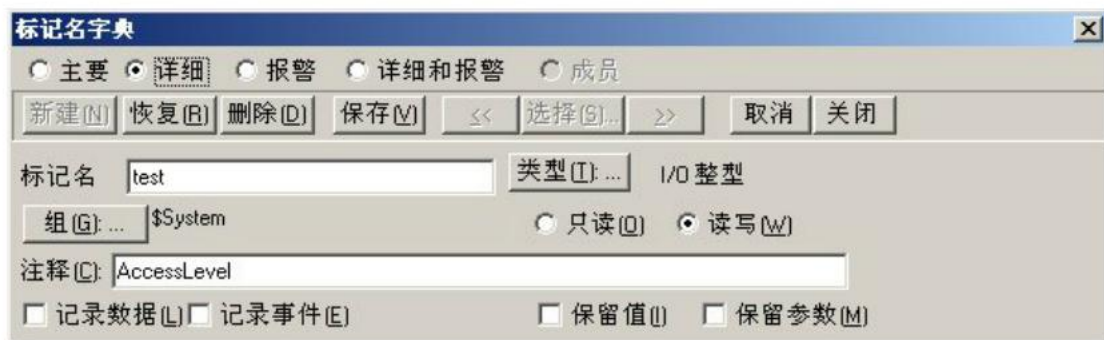 标记名字典
主要 详细 报警 详细和报警 成员
新建(N) 恢复(R) 删除(D) 保存(V) << 选择(S)... >> 取消 关闭
标记名 test 类型(T): ... I/O 整型
组(G): ... $System 只读(O) 读写(W)
注释(C): AccessLevel
记录数据(L) 记录事件(E) 保留值(I) 保留参数(M)